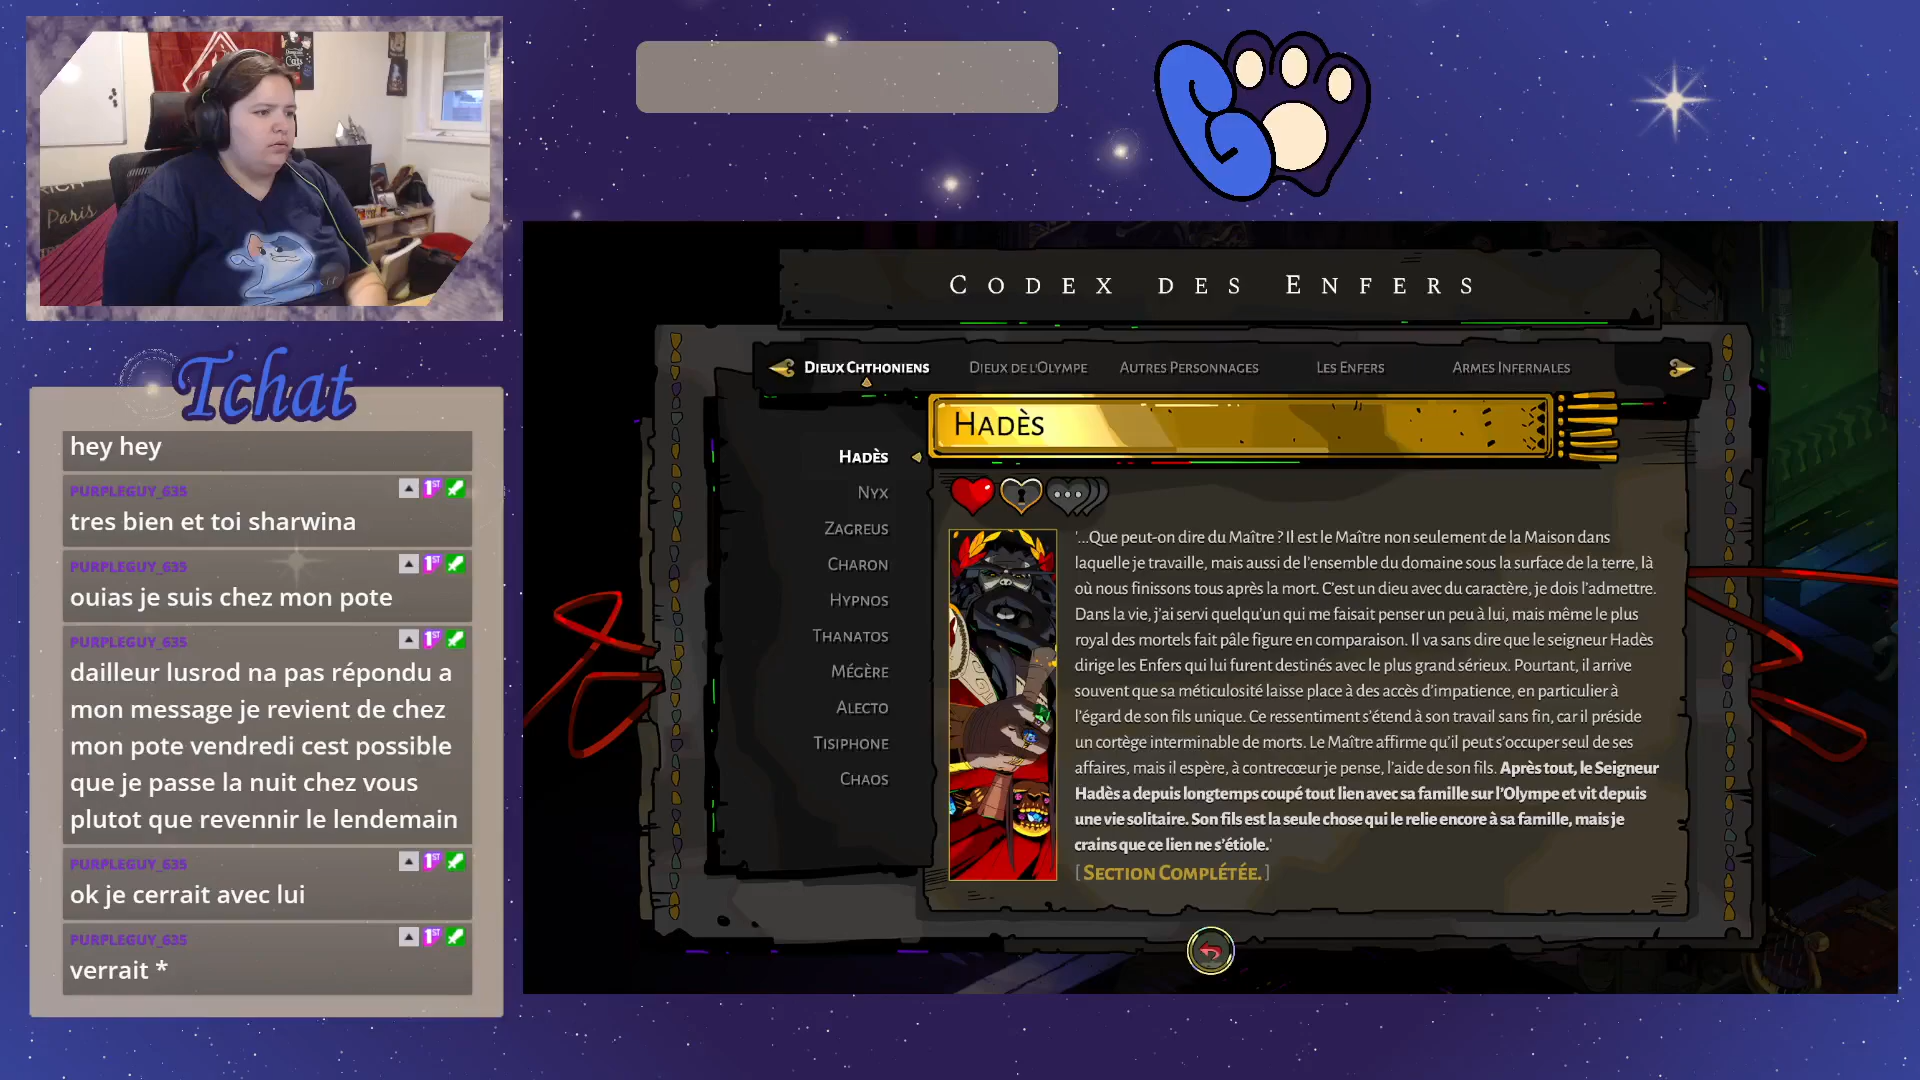 RICH
Paris
Tchat
hey hey
PURPLEGUY_635
1ST
tres bien et toi sharwina
PURPLEGUY_635
1ST
ouias je suis chez mon pote
PURPLEGUY_635
1ST
dailleur lusrod na pas répondu a
mon message je revient de chez
mon pote vendredi cest possible
que je passe la nuit chez vous
plutot que revennir le lendemain
PURPLEGUY_635
1ST
ok je cerrait avec lui
PURPLEGUY_635
1ST
verrait *
Codex des Enfers
Dieux Chthoniens
Dieux de l'Olympe
Autres Personnages
Les Enfers
Armes Infernales
Hadès
Hadès
Nyx
Zagreus
Charon
Hypnos
Thanatos
Mégère
Alecto
Tisiphone
Chaos
'...Que peut-on dire du Maître ? Il est le Maître non seulement de la Maison dans
laquelle je travaille, mais aussi de l'ensemble du domaine sous la surface de la terre, là
où nous finissons tous après la mort. C'est un dieu avec du caractère, je dois l'admettre.
Dans la vie, j'ai servi quelqu'un qui me faisait penser un peu à lui, mais même le plus
royal des mortels fait pâle figure en comparaison. Il va sans dire que le seigneur Hadès
dirige les Enfers qui lui furent destinés avec le plus grand sérieux. Pourtant, il arrive
souvent que sa méticulosité laisse place à des accès d'impatience, en particulier à
l'égard de son fils unique. Ce ressentiment s'étend à son travail sans fin, car il préside
un cortège interminable de morts. Le Maître affirme qu'il peut s'occuper seul de ses
affaires, mais il espère, à contrecœur je pense, l'aide de son fils. Après tout, le Seigneur
Hadès a depuis longtemps coupé tout lien avec sa famille sur l'Olympe et vit depuis
une vie solitaire. Son fils est la seule chose qui le relie encore à sa famille, mais je
crains que ce lien ne s'étiole.'
[ Section Complétée. ]